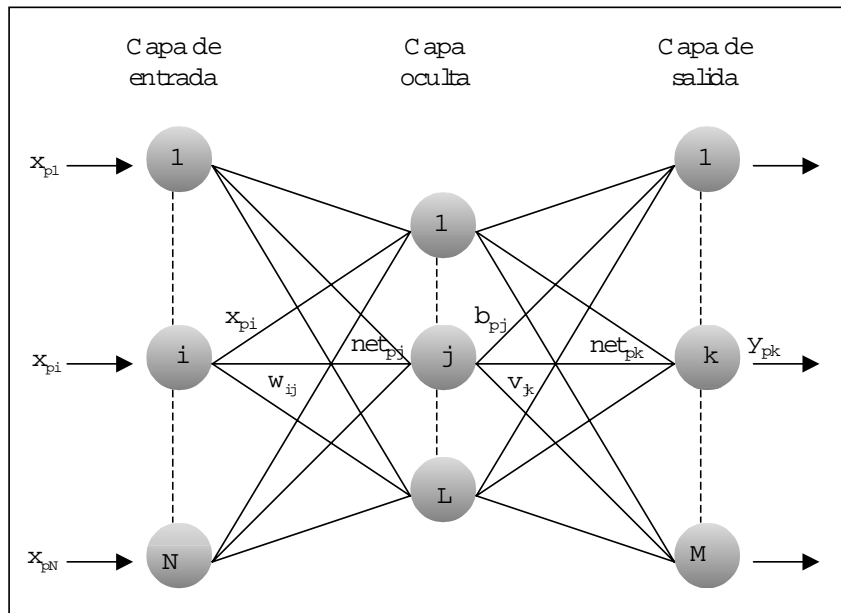 Capa de entrada
Capa oculta
Capa de salida
x_p1
1
1
1
x_pi
b_pj
x_pi
i
net_pj
j
net_pk
k
y_pk
w_ij
v_jk
L
x_pN
N
M